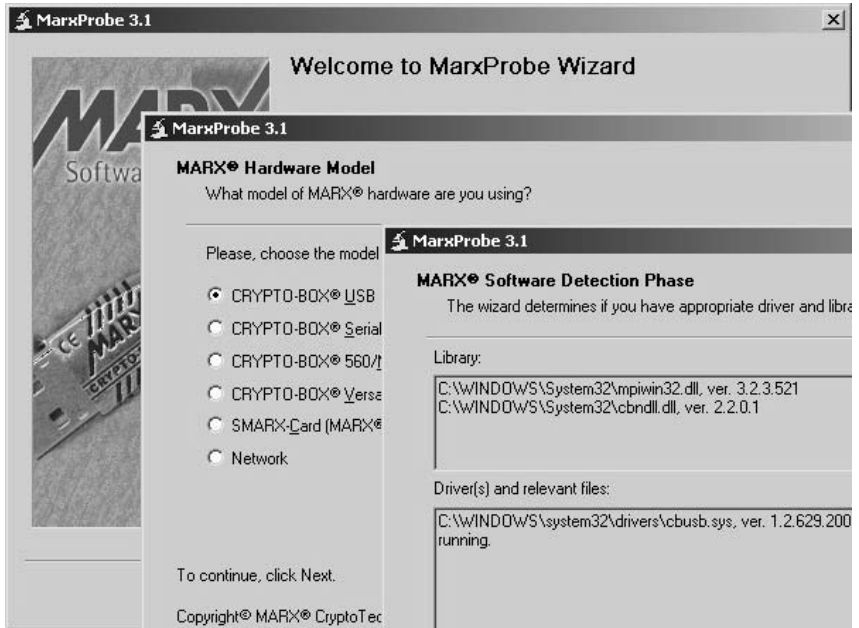 MarxProbe 3.1
Welcome to MarxProbe Wizard
MARX
Softwa
CE
MARX
CRYPTO-
MarxProbe 3.1
MARX® Hardware Model
What model of MARX® hardware are you using?
Please, choose the model
CRYPTO-BOX® USB
CRYPTO-BOX® Serial
CRYPTO-BOX® 560/
CRYPTO-BOX® Versa
SMARX-Card (MARX®
Network
To continue, click Next.
Copyright© MARX® CryptoTec
MarxProbe 3.1
MARX® Software Detection Phase
The wizard determines if you have appropriate driver and libra
Library:
C:\WINDOWS\System32\mpiwin32.dll, ver. 3.2.3.521
C:\WINDOWS\System32\cbndll.dll, ver. 2.2.0.1
Driver(s) and relevant files:
C:\WINDOWS\system32\drivers\cbusb.sys, ver. 1.2.629.200
running.